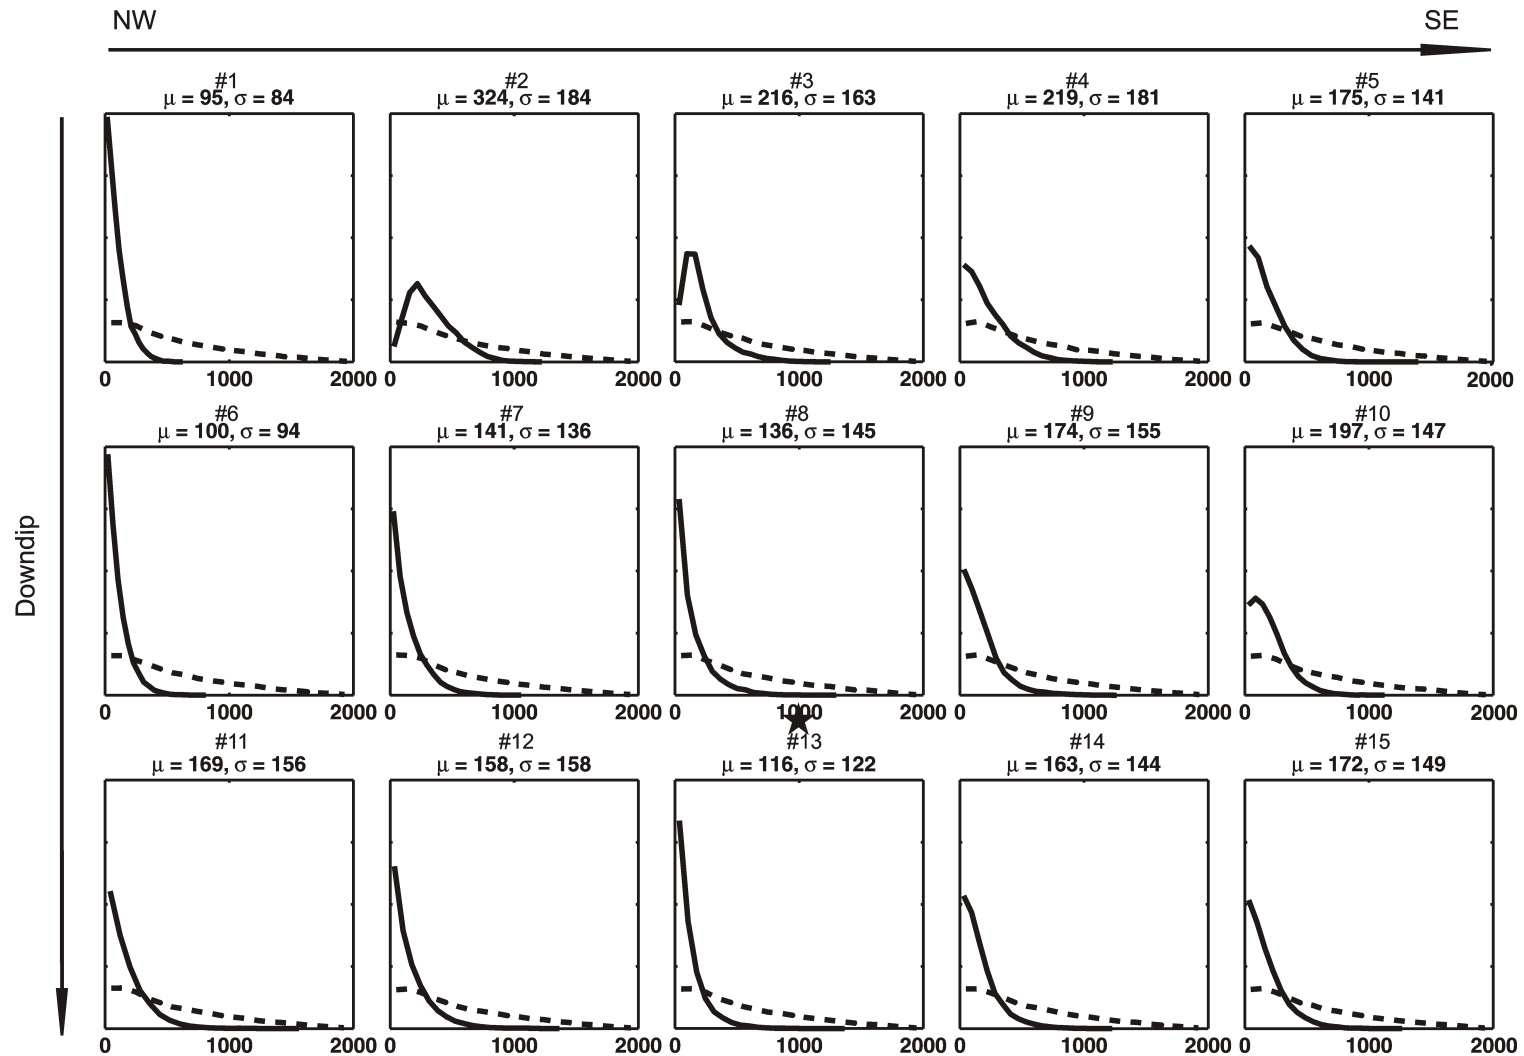 NW SE
#1 #2 #3 #4 #5
μ = 95, σ = 84 μ = 324, σ = 184 μ = 216, σ = 163 μ = 219, σ = 181 μ = 175, σ = 141
0 1000 2000 0 1000 2000 0 1000 2000 0 1000 2000 0 1000 2000
#6 #7 #8 #9 #10
μ = 100, σ = 94 μ = 141, σ = 136 μ = 136, σ = 145 μ = 174, σ = 155 μ = 197, σ = 147
Downdip
0 1000 2000 0 1000 2000 0 1000 2000 0 1000 2000 0 1000 2000
#11 #12 #13 #14 #15
μ = 169, σ = 156 μ = 158, σ = 158 μ = 116, σ = 122 μ = 163, σ = 144 μ = 172, σ = 149
0 1000 2000 0 1000 2000 0 1000 2000 0 1000 2000 0 1000 2000